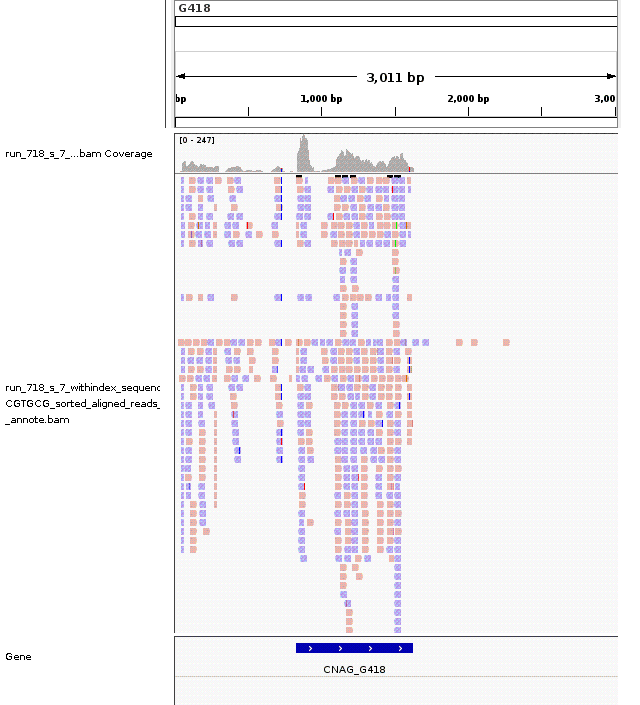 G418
3,011 bp
bp
1,000 bp
2,000 bp
3,00
[0 - 247]
run_718_s_7_...bam Coverage
run_718_s_7_withindex_sequenc
CGTGCG_sorted_aligned_reads_
_annote.bam
Gene
CNAG_G418